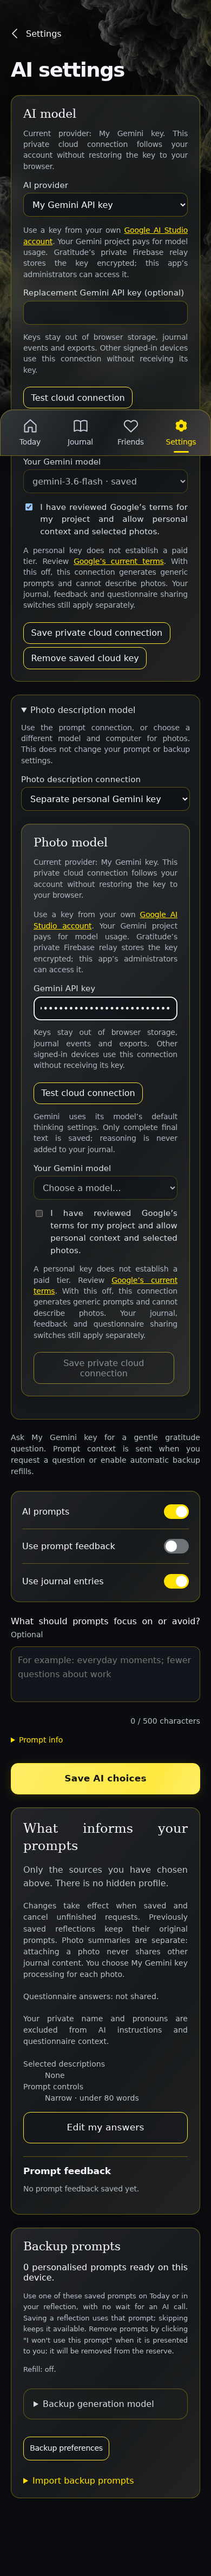 Settings
AI settings
AI model
Current provider: My Gemini key. This
private cloud connection follows your
account without restoring the key to your
browser.
AI provider
My Gemini API key
Use a key from your own Google AI Studio
account. Your Gemini project pays for model
usage. Gratitude's private Firebase relay
stores the key encrypted; this app's
administrators can access it.
Replacement Gemini API key (optional)
Keys stay out of browser storage, journal
events and exports. Other signed-in devices
use this connection without receiving its
key.
Test cloud connection
Today
Journal
Friends
Settings
Your Gemini model
gemini-3.6-flash · saved
I have reviewed Google's terms for
my project and allow personal
context and selected photos.
A personal key does not establish a paid
tier. Review Google's current terms. With
this off, this connection generates generic
prompts and cannot describe photos. Your
journal, feedback and questionnaire sharing
switches still apply separately.
Save private cloud connection
Remove saved cloud key
▼ Photo description model
Use the prompt connection, or choose a
different model and computer for photos.
This does not change your prompt or backup
settings.
Photo description connection
Separate personal Gemini key
Photo model
Current provider: My Gemini key. This
private cloud connection follows your
account without restoring the key to
your browser.
Use a key from your own Google AI
Studio account. Your Gemini project
pays for model usage. Gratitude's
private Firebase relay stores the key
encrypted; this app's administrators
can access it.
Gemini API key
Keys stay out of browser storage,
journal events and exports. Other
signed-in devices use this connection
without receiving its key.
Test cloud connection
Gemini uses its model's default
thinking settings. Only complete final
text is saved; reasoning is never
added to your journal.
Your Gemini model
Choose a model...
I have reviewed Google's
terms for my project and allow
personal context and selected
photos.
A personal key does not establish a
paid tier. Review Google's current
terms. With this off, this connection
generates generic prompts and cannot
describe photos. Your journal,
feedback and questionnaire sharing
switches still apply separately.
Save private cloud
connection
Ask My Gemini key for a gentle gratitude
question. Prompt context is sent when you
request a question or enable automatic backup
refills.
AI prompts
Use prompt feedback
Use journal entries
What should prompts focus on or avoid?
Optional
For example: everyday moments; fewer
questions about work
0 / 500 characters
▶ Prompt info
Save AI choices
What informs your
prompts
Only the sources you have chosen
above. There is no hidden profile.
Changes take effect when saved and
cancel unfinished requests. Previously
saved reflections keep their original
prompts. Photo summaries are separate:
attaching a photo never shares other
journal content. You choose My Gemini key
processing for each photo.
Questionnaire answers: not shared.
Your private name and pronouns are
excluded from AI instructions and
questionnaire context.
Selected descriptions
None
Prompt controls
Narrow · under 80 words
Edit my answers
Prompt feedback
No prompt feedback saved yet.
Backup prompts
0 personalised prompts ready on this
device.
Use one of these saved prompts on Today or in
your reflection, with no wait for an AI call.
Saving a reflection uses that prompt; skipping
keeps it available. Remove prompts by clicking
"I won't use this prompt" when it is presented
to you; it will be removed from the reserve.
Refill: off.
▶ Backup generation model
Backup preferences
▶ Import backup prompts